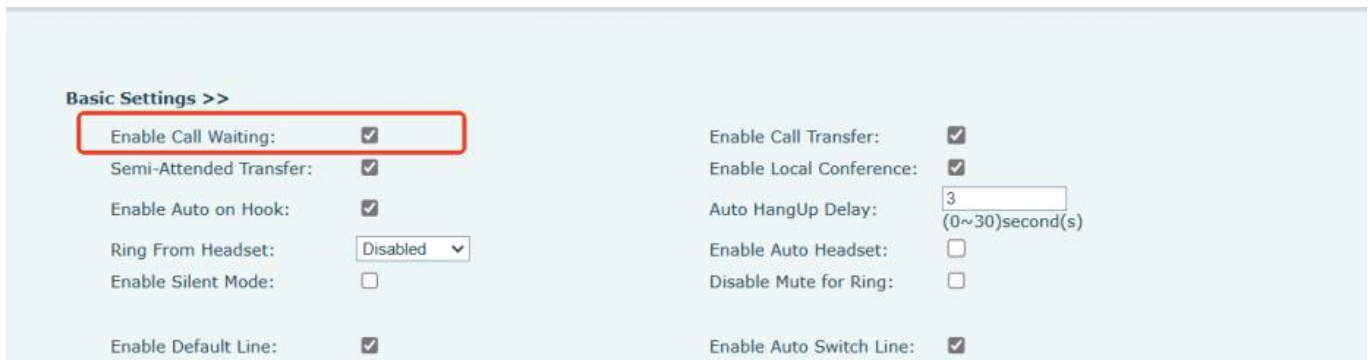 Basic Settings >>
Enable Call Waiting: Enable Call Transfer:
Semi-Attended Transfer: Enable Local Conference:
Enable Auto on Hook: Auto HangUp Delay: 3
(0~30)second(s)
Ring From Headset: Disabled Enable Auto Headset:
Enable Silent Mode: Disable Mute for Ring:
Enable Default Line: Enable Auto Switch Line: